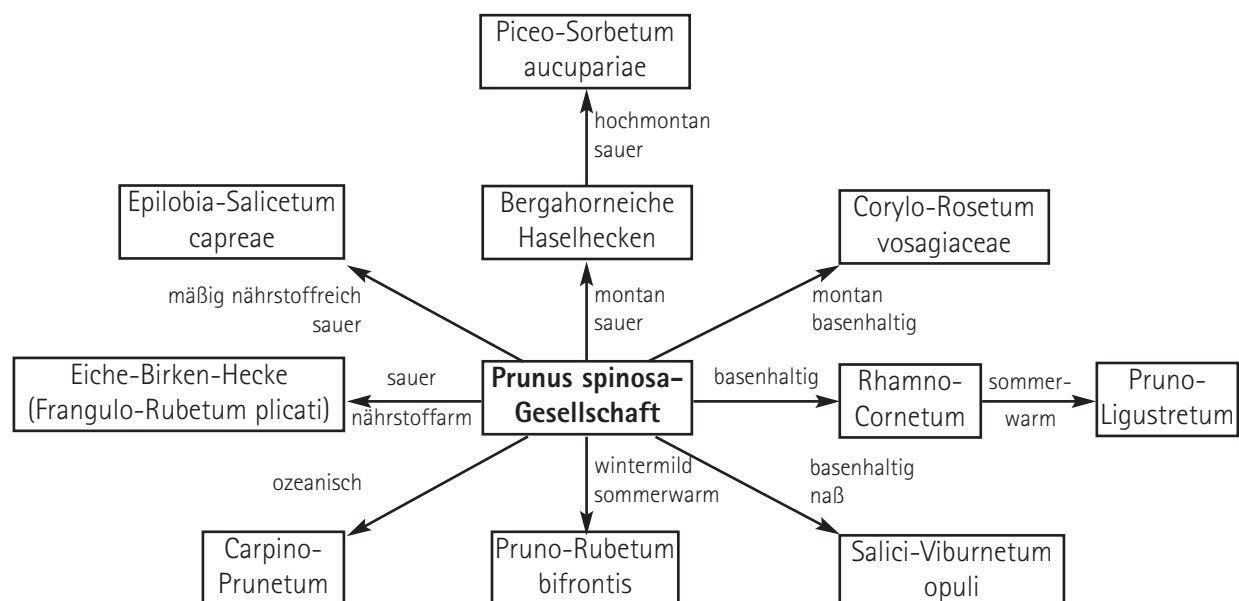 Piceo-Sorbetum
aucupariae
hochmontan
sauer
Epilobia-Salicetum
capreae
Bergahorneiche
Haselhecken
Corylo-Rosetum
vosagiaceae
mäßig nährstoffreich
sauer
montan
sauer
montan
basenhaltig
Eiche-Birken-Hecke
(Frangulo-Rubetum plicati)
sauer
nährstoffarm
Prunus spinosa-
Gesellschaft
basenhaltig
Rhamno-
Cornetum
sommer-
warm
Pruno-
Ligustretum
ozeanisch
wintermild
sommerwarm
basenhaltig
naß
Carpino-
Prunetum
Pruno-Rubetum
bifrontis
Salici-Viburnetum
opuli